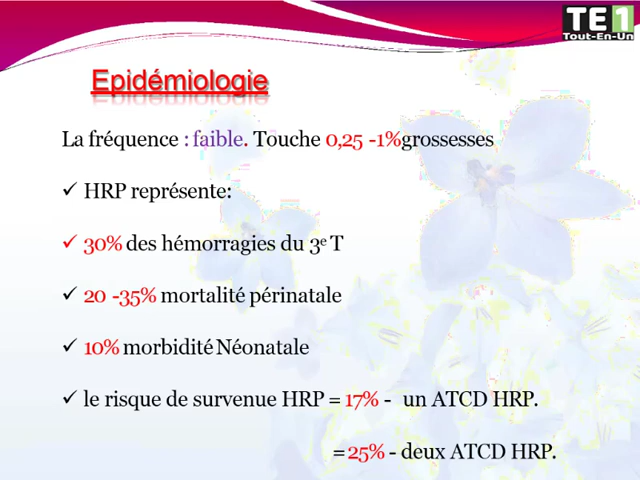 TE1
Tout-En-Un
Epidémiologie
La fréquence : faible. Touche 0,25 -1%grossesses
✓ HRP représente:
✓ 30% des hémorragies du 3e T
✓ 20 -35% mortalité périnatale
✓ 10% morbidité Néonatale
✓ le risque de survenue HRP = 17% - un ATCD HRP.
= 25% - deux ATCD HRP.